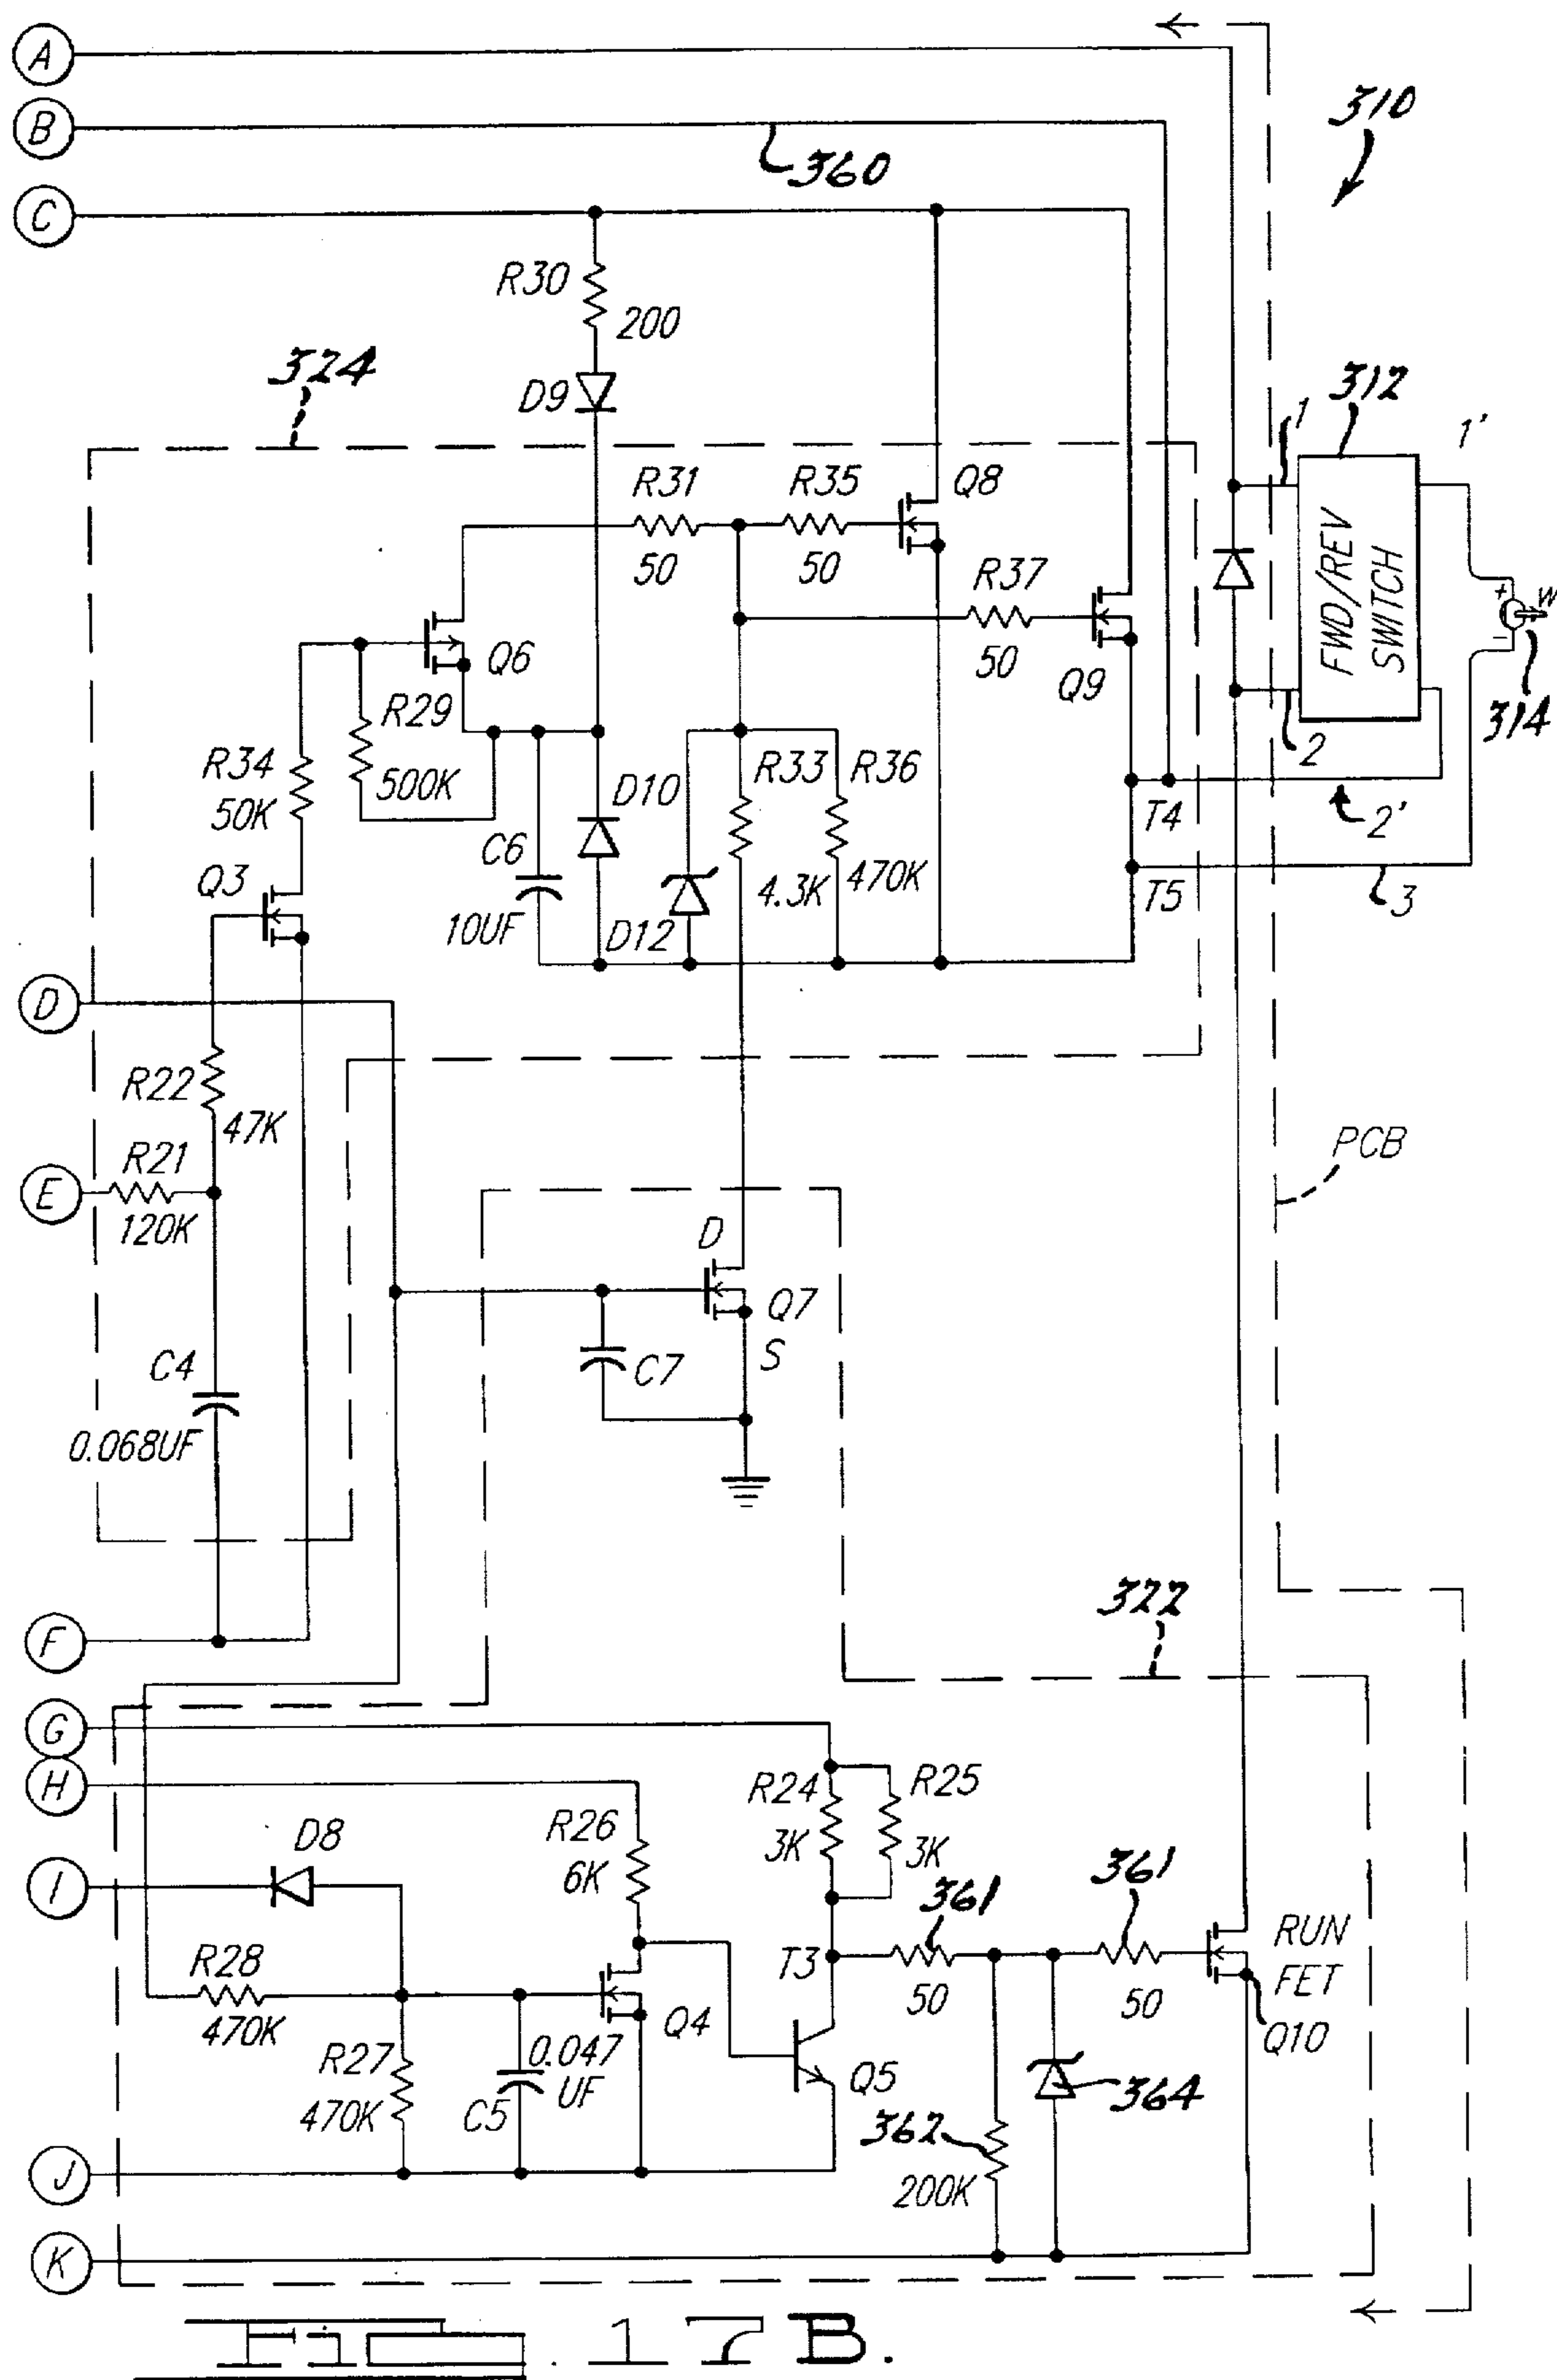 A
B
310
360
C
R30
200
324
D9
312
1
1'
R31
R35
Q8
50
50
R37
FWD/REV
SWITCH
+
W
Q6
50
Q9
-
R29
314
R34
R33
R36
2
50K
500K
D10
T4
2'
C6
Q3
4.3K
470K
T5
3
10UF
D12
D
R22
47K
PCB
R21
E
120K
D
Q7
C4
C7
S
0.068UF
322
F
G
H
R24
R25
R26
D8
3K
3K
6K
361
361
I
RUN
R28
T3
FET
50
50
470K
Q4
Q10
R27
0.047
UF
Q5
364
470K
C5
362
J
200K
K
FIG. 17B.